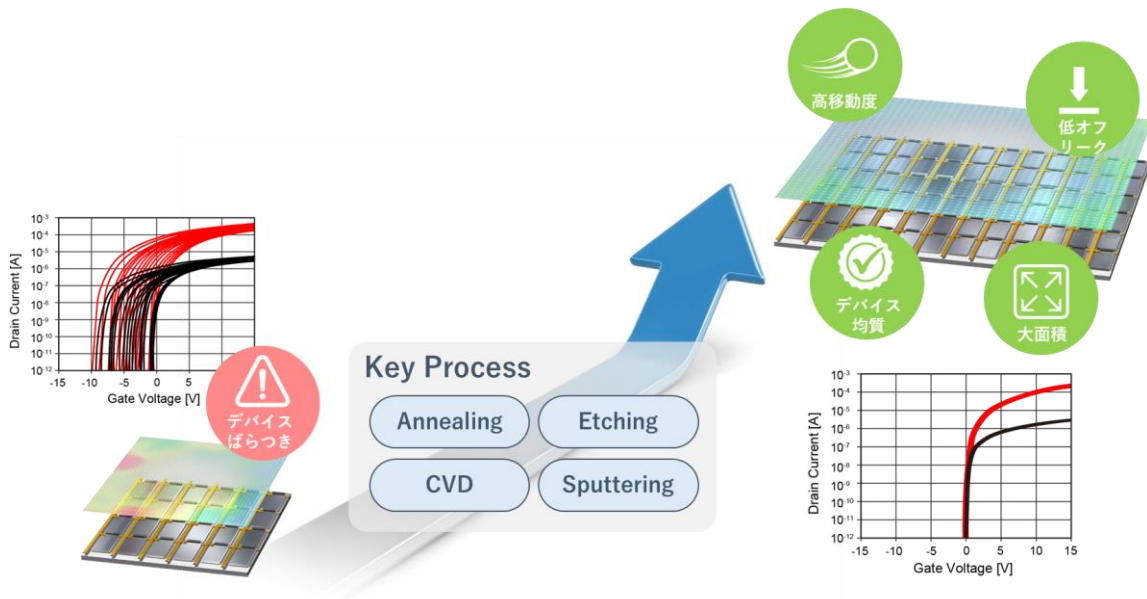 高移動度
低オフ
リーク
デバイス
均質
大面積
10-3
10-4
10-5
10-6
10-7
10-8
10-9
10-10
10-11
10-12
Drain Current [A]
-15
-10
-5
0
5
Gate Voltage [V]
デバイス
ばらつき
Key Process
Annealing
Etching
CVD
Sputtering
10-3
10-4
10-5
10-6
10-7
10-8
10-9
10-10
10-11
10-12
Drain Current [A]
-15
-10
-5
0
5
10
15
Gate Voltage [V]